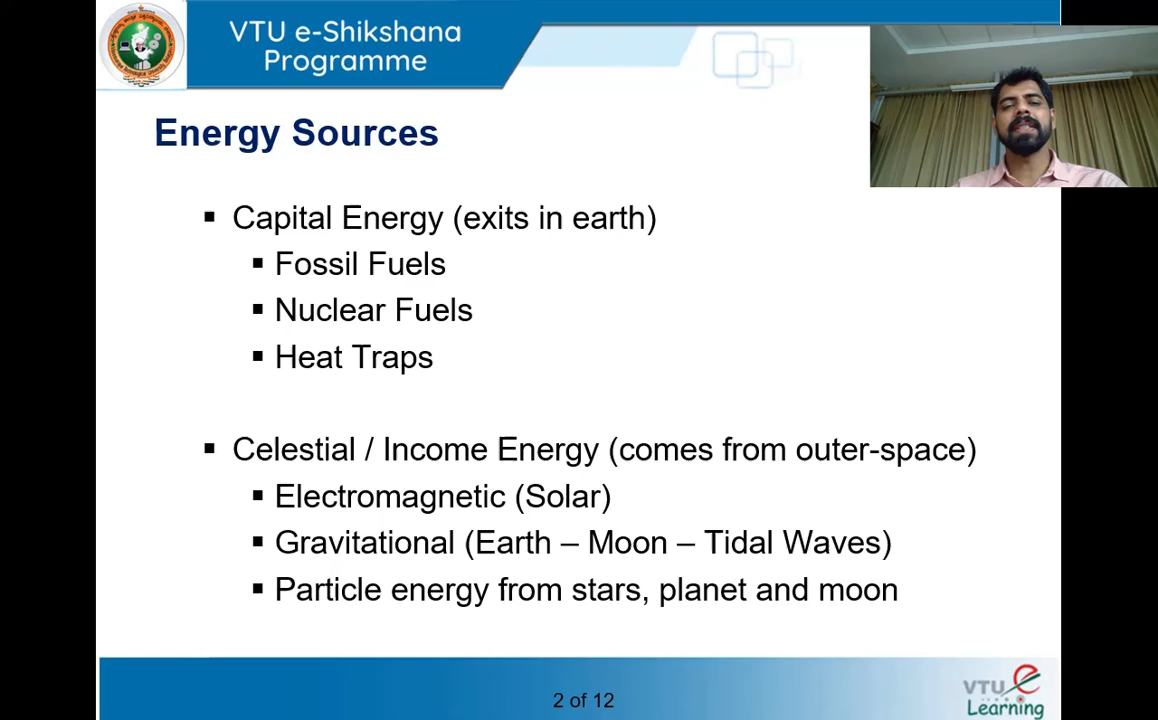 VTU e-Shikshana
Programme
Energy Sources
▪ Capital Energy (exits in earth)
▪ Fossil Fuels
▪ Nuclear Fuels
▪ Heat Traps
▪ Celestial / Income Energy (comes from outer-space)
▪ Electromagnetic (Solar)
▪ Gravitational (Earth – Moon – Tidal Waves)
▪ Particle energy from stars, planet and moon
2 of 12
VTU e
Learning